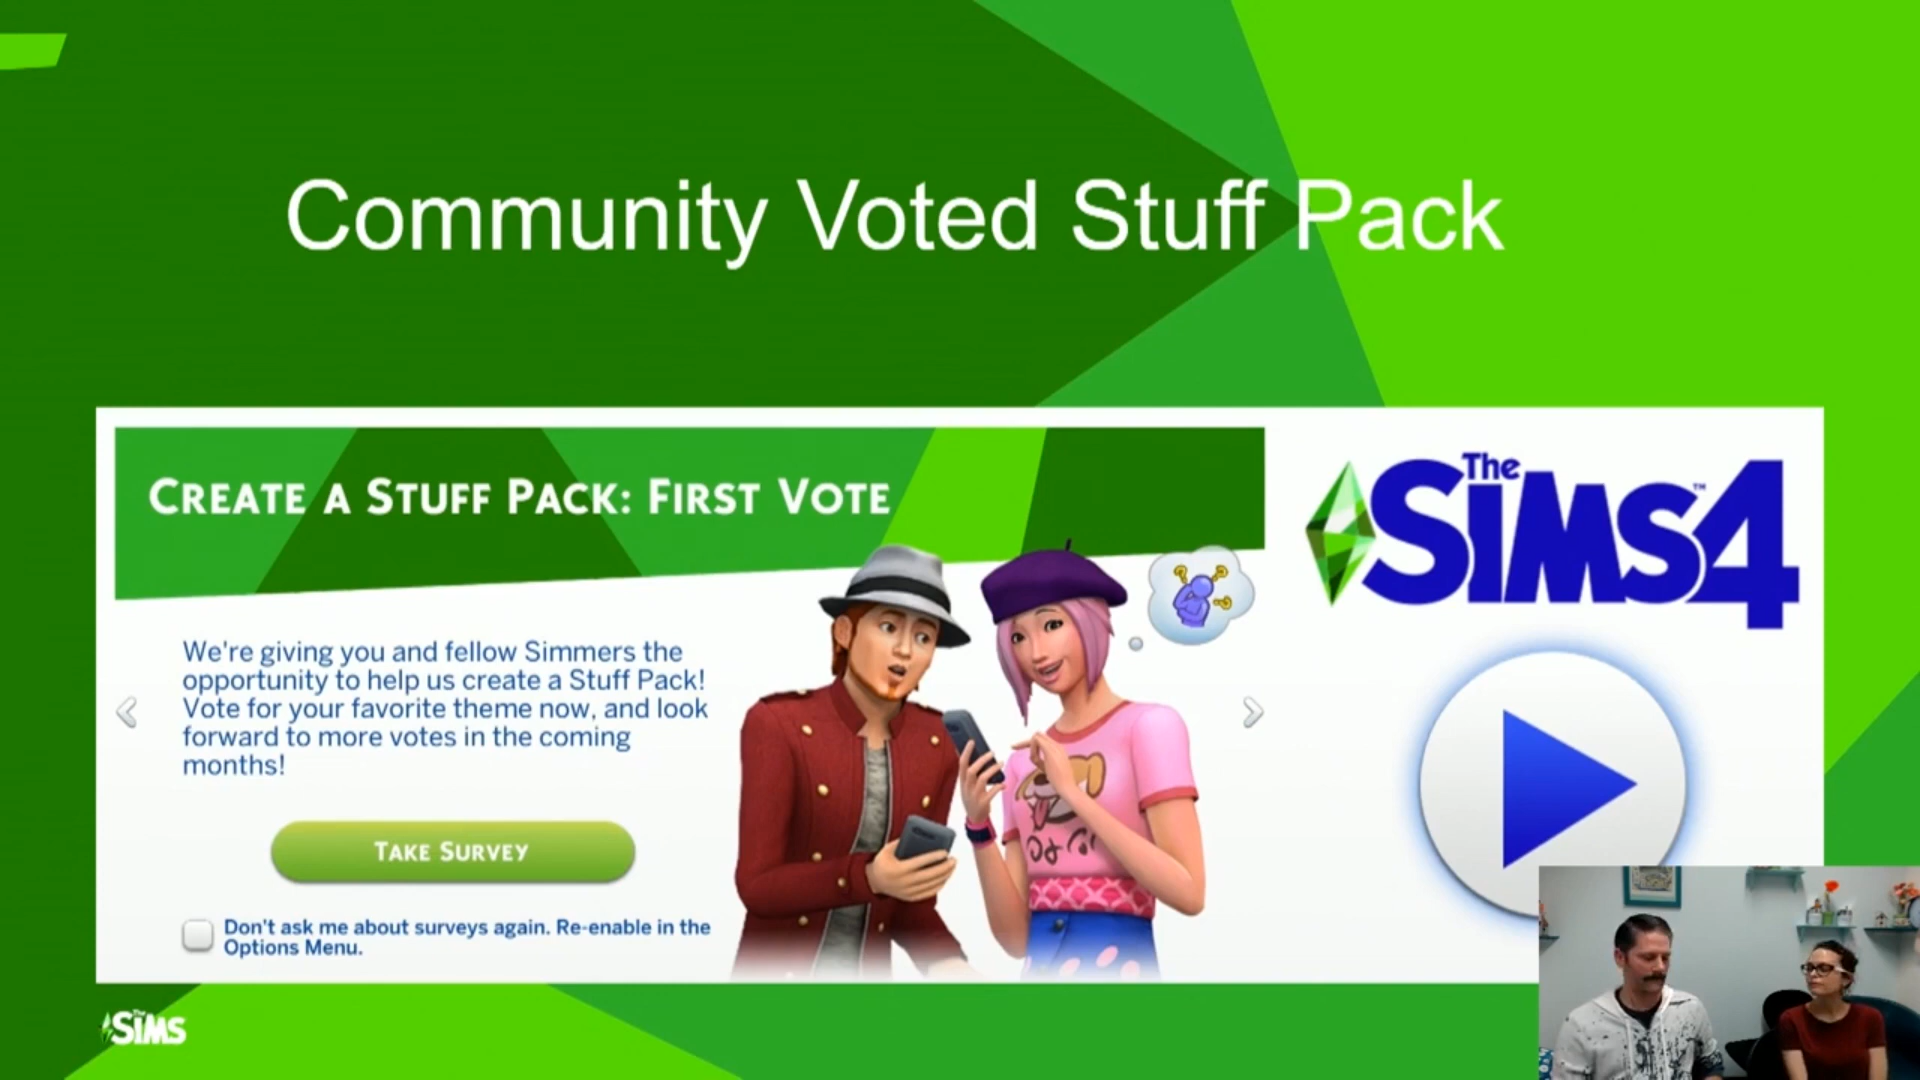 Community Voted Stuff Pack
CREATE A STUFF PACK: FIRST VOTE
The
SiMS4
™
We're giving you and fellow Simmers the
opportunity to help us create a Stuff Pack!
Vote for your favorite theme now, and look
forward to more votes in the coming
months!
TAKE SURVEY
Don't ask me about surveys again. Re-enable in the
Options Menu.
The
SiMS